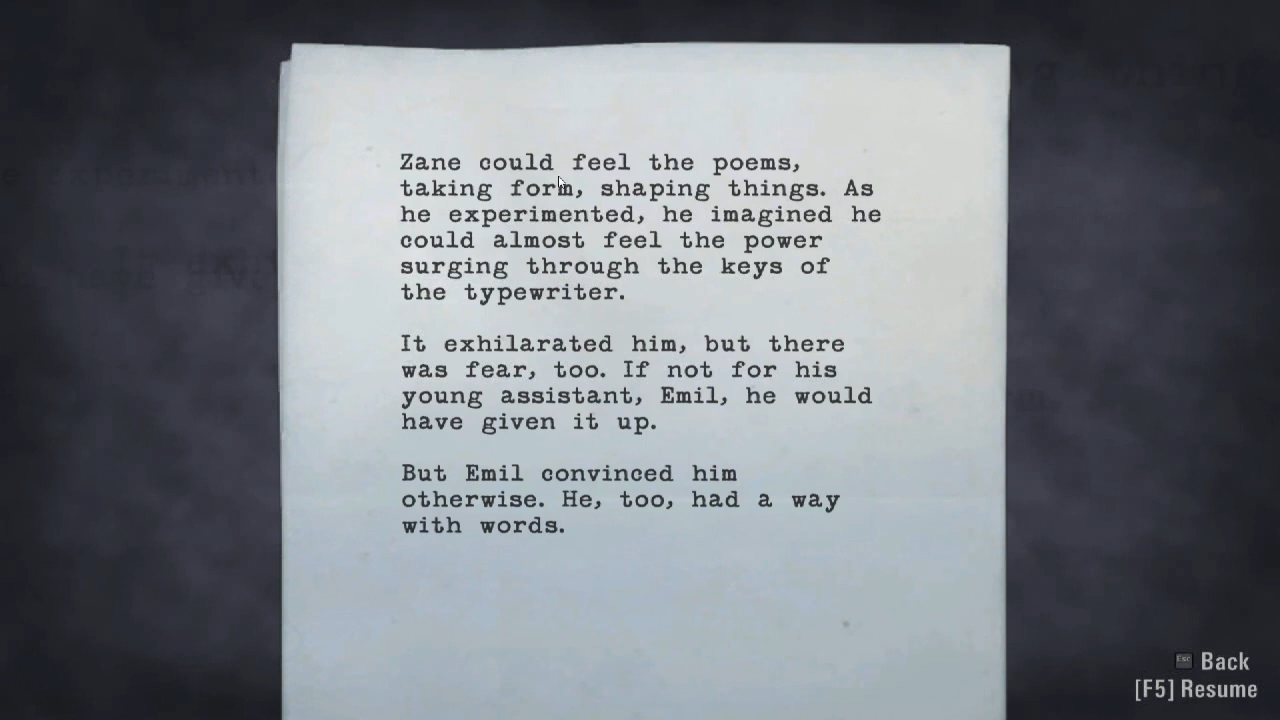 Zane could feel the poems,
taking form, shaping things. As
he experimented, he imagined he
could almost feel the power
surging through the keys of
the typewriter.
It exhilarated him, but there
was fear, too. If not for his
young assistant, Emil, he would
have given it up.
But Emil convinced him
otherwise. He, too, had a way
with words.
Esc Back
[F5] Resume